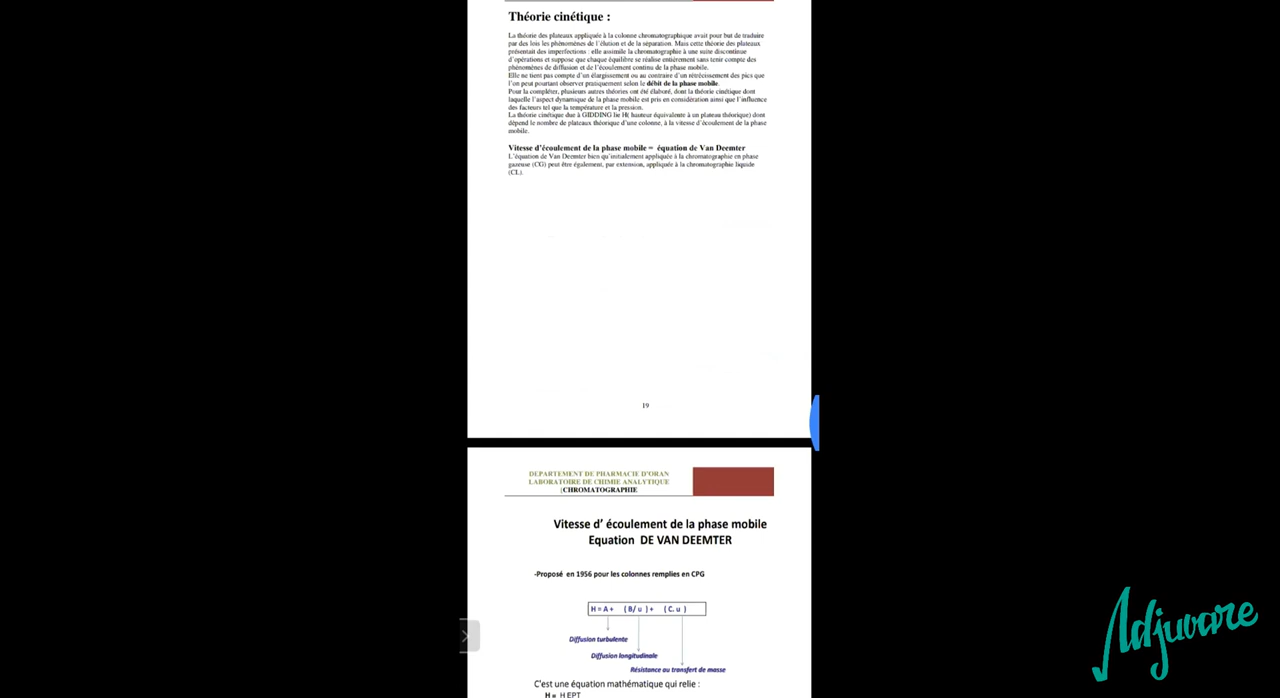 Théorie cinétique :
La théorie des plateaux appliquée à la colonne chromatographique avait pour but de traduire
par des lois les phénomènes de l'élution et de la séparation. Mais cette théorie des plateaux
présentait des imperfections : elle assimile la chromatographie à une suite discontinue
d'opérations et suppose que chaque équilibre se réalise entièrement sans tenir compte des
phénomènes de diffusion et de l'écoulement continu de la phase mobile.
Elle ne tient pas compte d'un élargissement ou au contraire d'un rétrécissement des pics que
l'on peut pourtant observer pratiquement selon le débit de la phase mobile.
Pour la compléter, plusieurs autres théories ont été élaboré, dont la théorie cinétique dont
laquelle l'aspect dynamique de la phase mobile est pris en considération ainsi que l'influence
des facteurs tel que la température et la pression.
La théorie cinétique due à GIDDING lie H( hauteur équivalente à un plateau théorique) dont
dépend le nombre de plateaux théorique d'une colonne, à la vitesse d'écoulement de la phase
mobile.
Vitesse d'écoulement de la phase mobile = équation de Van Deemter
L'équation de Van Deemter bien qu'initialement appliquée à la chromatographie en phase
gazeuse (CG) peut être également, par extension, appliquée à la chromatographie liquide
(CL).
19
DEPARTEMENT DE PHARMACIE D'ORAN
LABORATOIRE DE CHIMIE ANALYTIQUE
|CHROMATOGRAPHIE
Vitesse d' écoulement de la phase mobile
Equation DE VAN DEEMTER
-Proposé en 1956 pour les colonnes remplies en CPG
H = A + (B/ u ) + (C. u )
Diffusion turbulente
Diffusion longitudinale
Résistance au transfert de masse
C'est une équation mathématique qui relie :
H = H EPT
Adjuvare